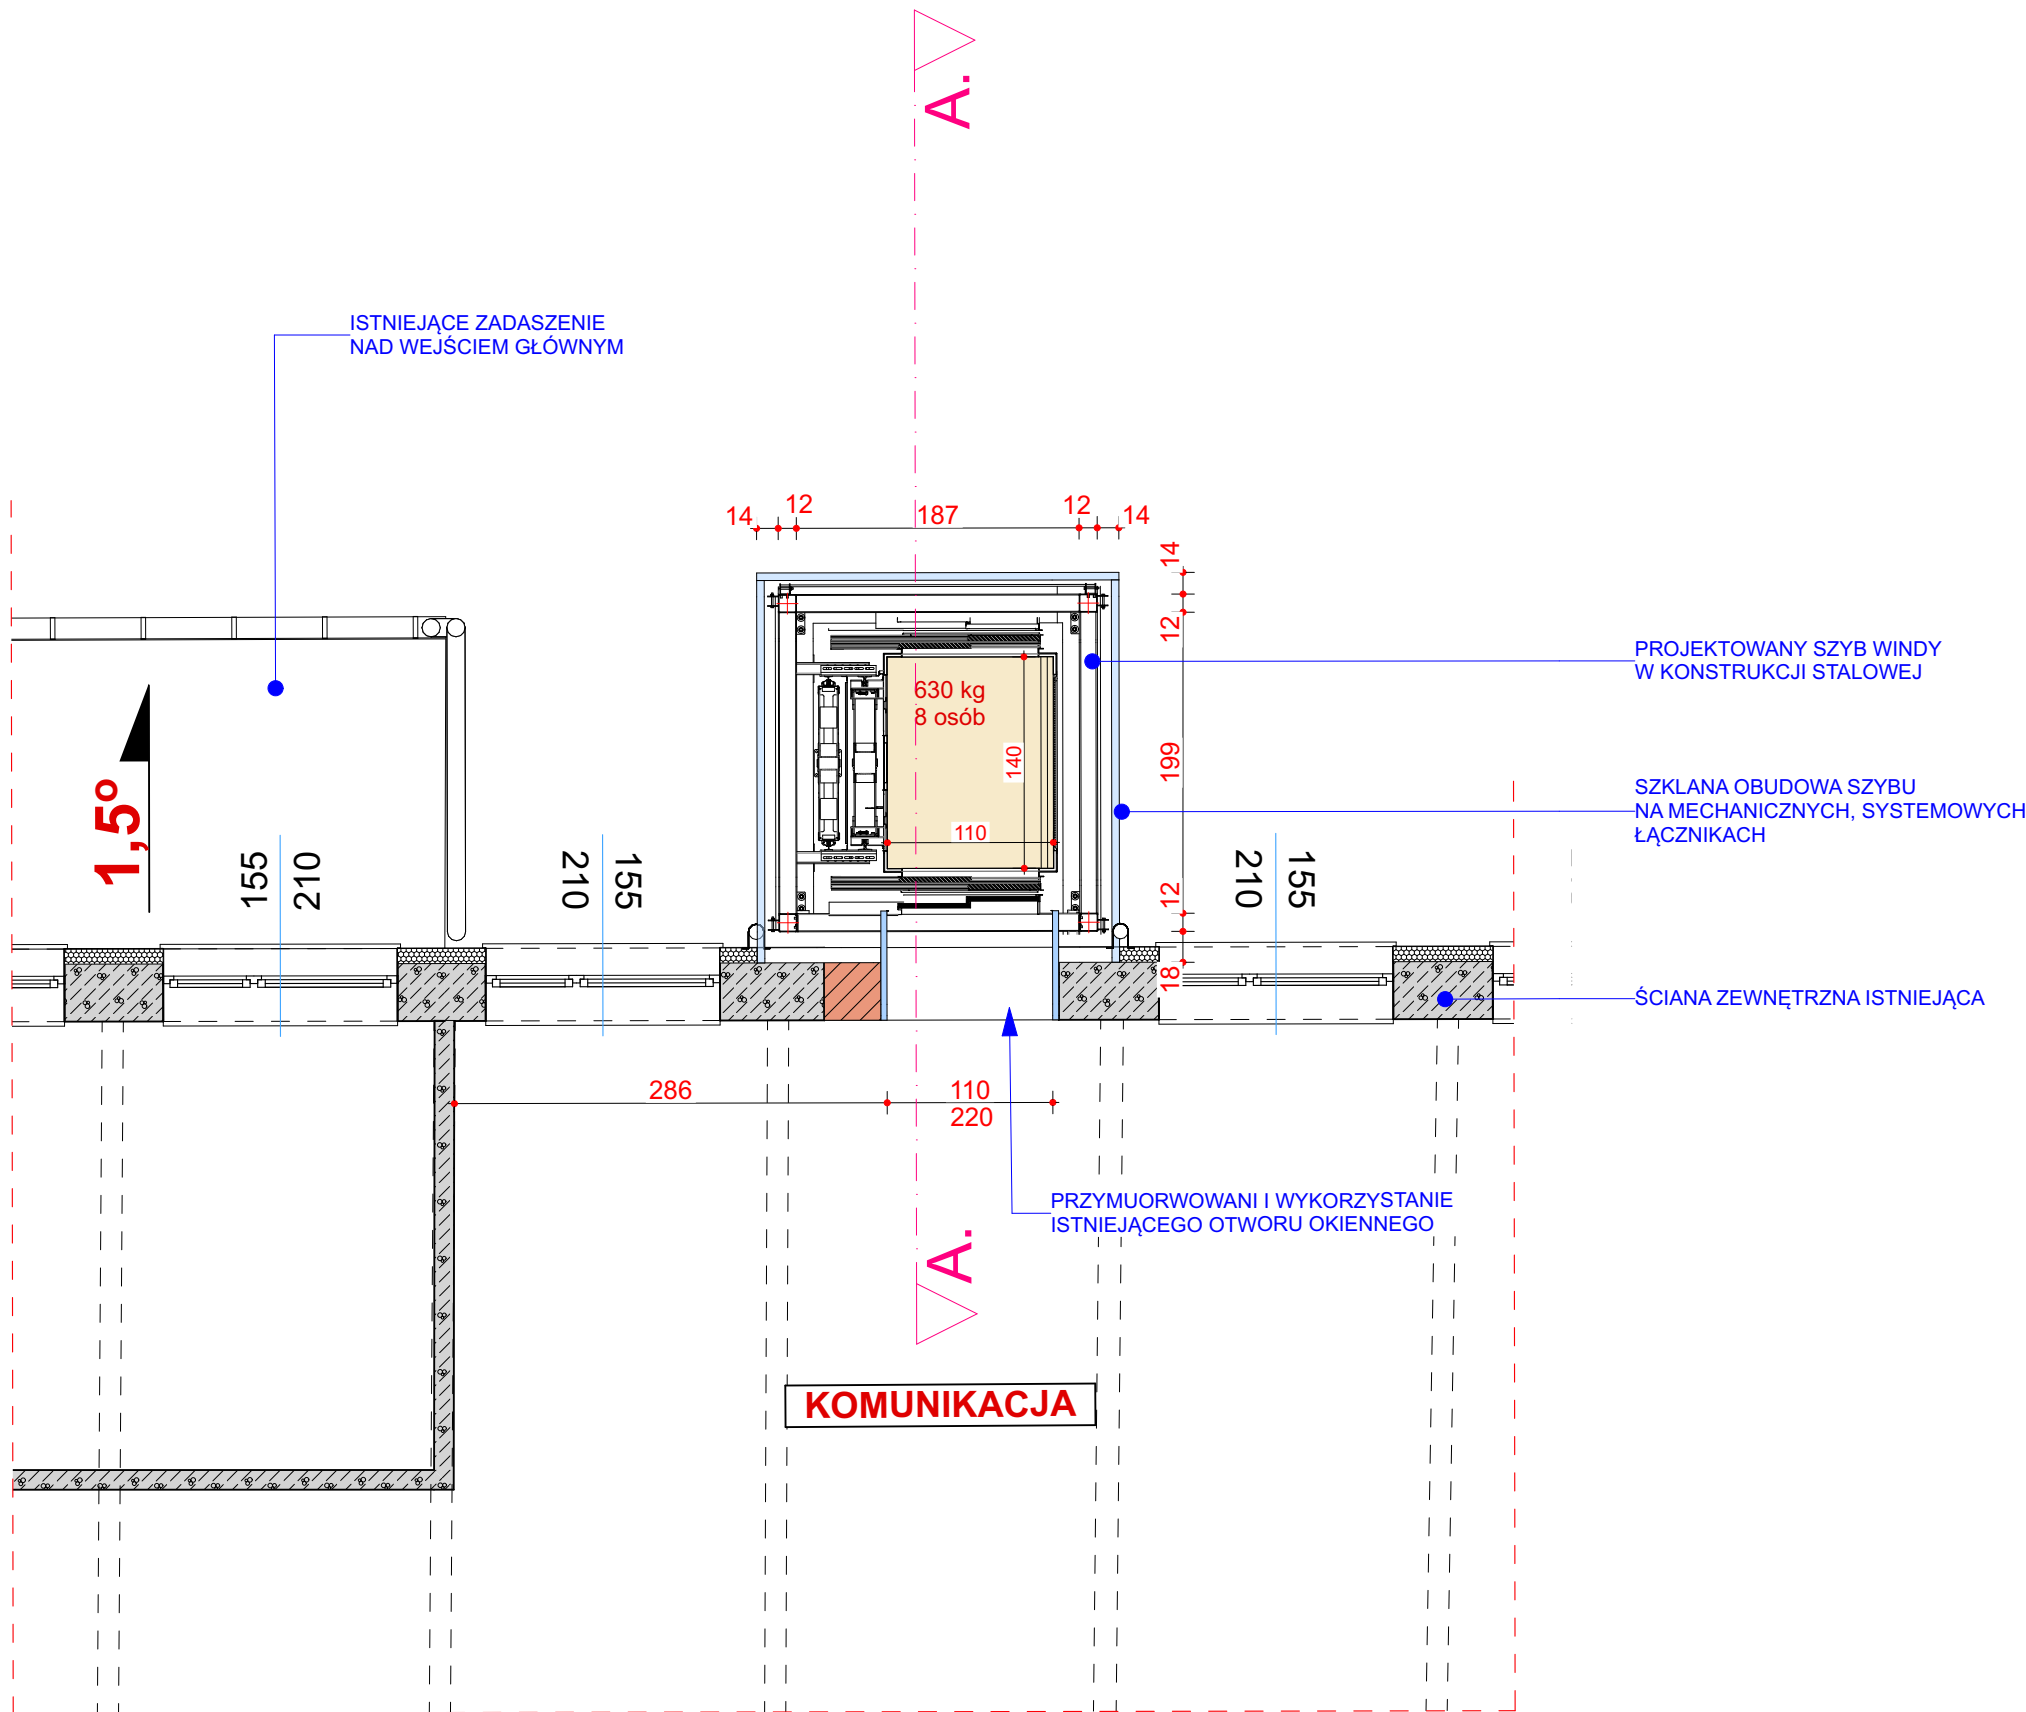 A.
ISTNIEJĄCE ZADASZENIE
NAD WEJŚCIEM GŁÓWNYM
14
12
187
12
14
14
12
199
12
18
PROJEKTOWANY SZYB WINDY
W KONSTRUKCJI STALOWEJ
630 kg
8 osób
140
110
SZKLANA OBUDOWA SZYBU
NA MECHANICZNYCH, SYSTEMOWYCH
ŁĄCZNIKACH
1,5°
155
210
155
210
155
210
ŚCIANA ZEWNĘTRZNA ISTNIEJĄCA
286
110
220
PRZYMUORWOWANI I WYKORZYSTANIE
ISTNIEJĄCEGO OTWORU OKIENNEGO
A.
KOMUNIKACJA